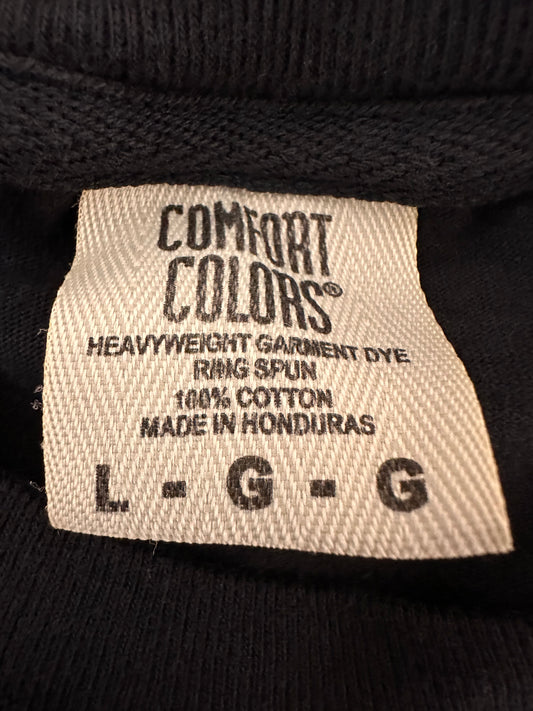 COMFORT
COLORS®
HEAVYWEIGHT GARMENT DYE
RING SPUN
100% COTTON
MADE IN HONDURAS
L - G - G